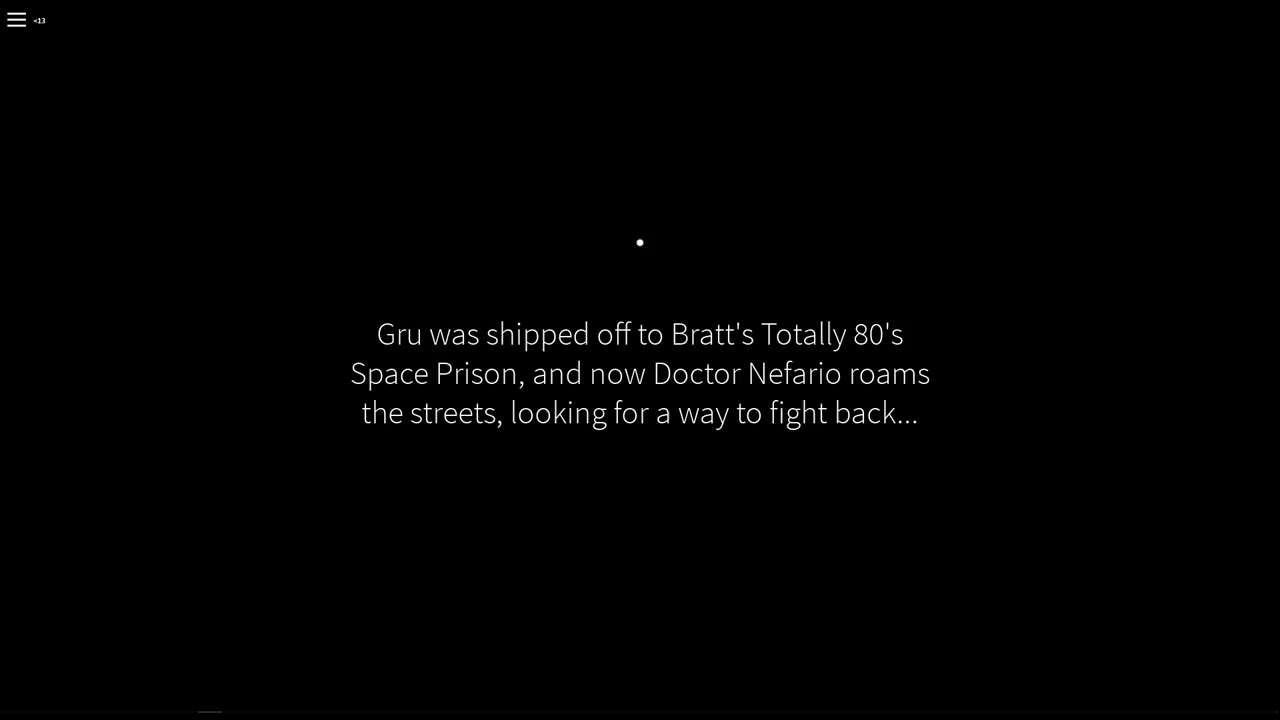 <13
Gru was shipped off to Bratt's Totally 80's
Space Prison, and now Doctor Nefario roams
the streets, looking for a way to fight back...